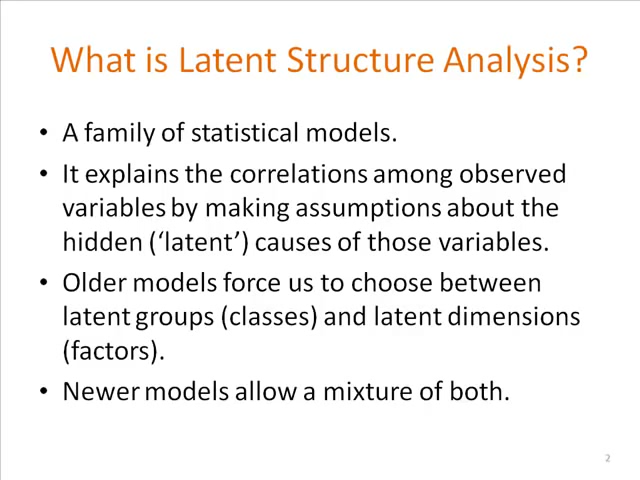 What is Latent Structure Analysis?
• A family of statistical models.
• It explains the correlations among observed
variables by making assumptions about the
hidden (‘latent’) causes of those variables.
• Older models force us to choose between
latent groups (classes) and latent dimensions
(factors).
• Newer models allow a mixture of both.
2